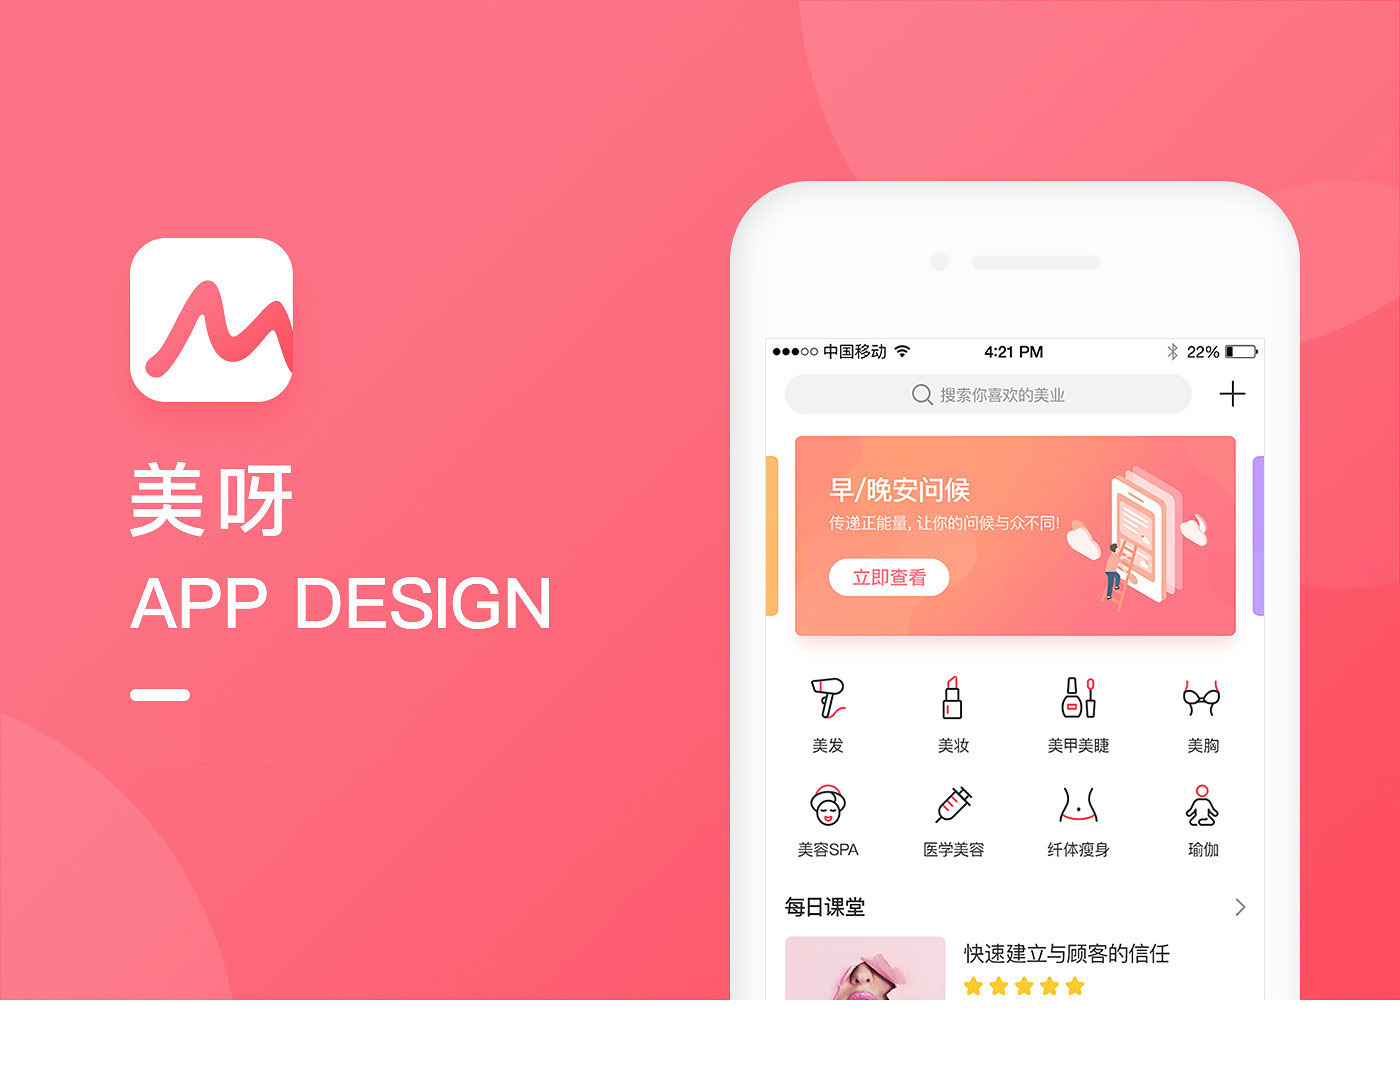 美呀
APP DESIGN
中国移动 4:21 PM 22%
搜索你喜欢的美业
早/晚安问候
传递正能量, 让你的问候与众不同!
立即查看
美发 美妆 美甲美睫 美胸
美容SPA 医学美容 纤体瘦身 瑜伽
每日课堂
快速建立与顾客的信任